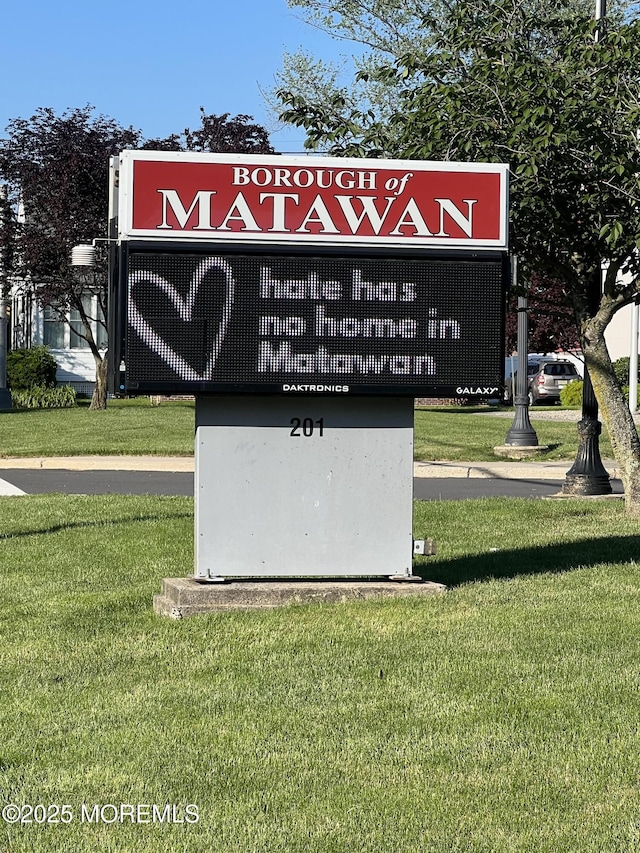 BOROUGH of
MATAWAN
hate has
no home in
Matawan
DAKTRONICS
GALAXY
201
©2025 MOREMLS